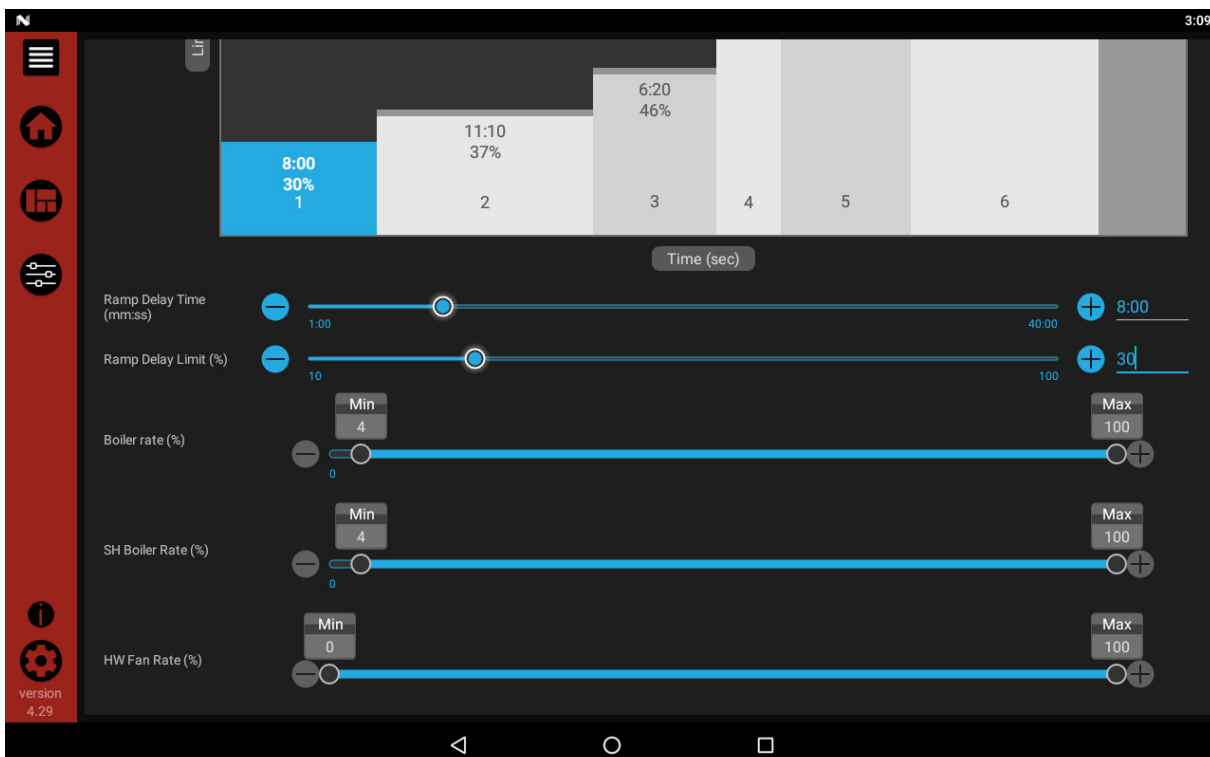 3:09
Lir
6:20
46%
11:10
37%
8:00
30%
1
2
3
4
5
6
Time (sec)
Ramp Delay Time
(mm:ss)
1:00
40:00
8:00
Ramp Delay Limit (%)
10
100
30
Min
4
Max
100
Boiler rate (%)
0
Min
4
Max
100
SH Boiler Rate (%)
0
Min
0
Max
100
HW Fan Rate (%)
version
4.29